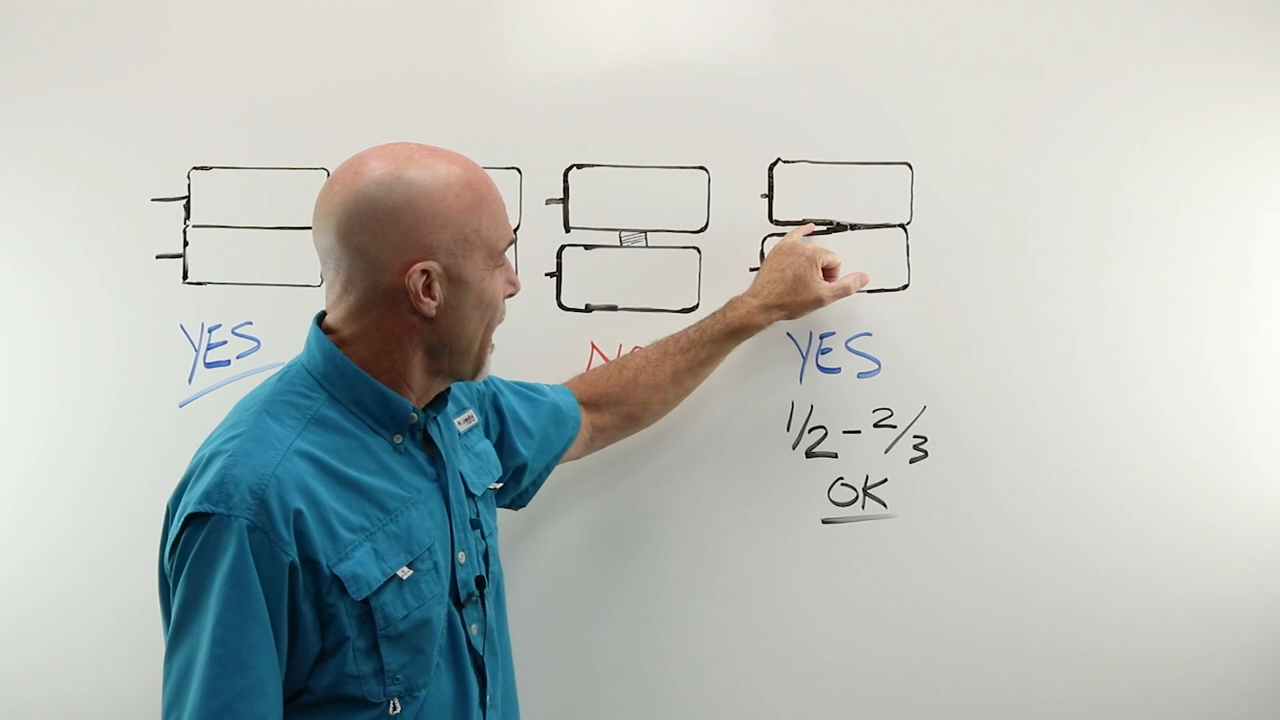 YES
YES
1/2 - 2/3
OK